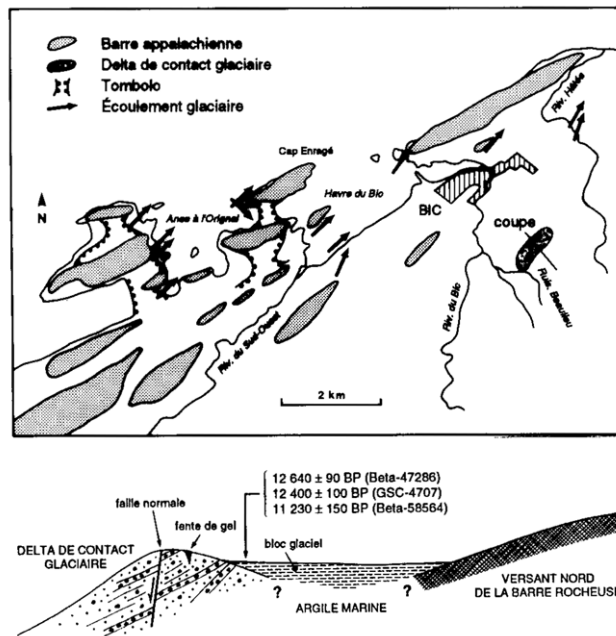 Barre appalachienne
Delta de contact glaciaire
Tombolo
Écoulement glaciaire
N
Cap Enragé
Riv. Hâtée
Anse à l'Orignal
Havre du Bic
BIC
coupe
Ruis. Beaulieu
Riv. du Bic
Riv. du Sud-Ouest
2 km
12 640 ± 90 BP (Beta-47286)
12 400 ± 100 BP (GSC-4707)
11 230 ± 150 BP (Beta-58564)
faille normale
fente de gel
bloc glaciel
DELTA DE CONTACT
GLACIAIRE
?
ARGILE MARINE
?
VERSANT NORD
DE LA BARRE ROCHEUSE